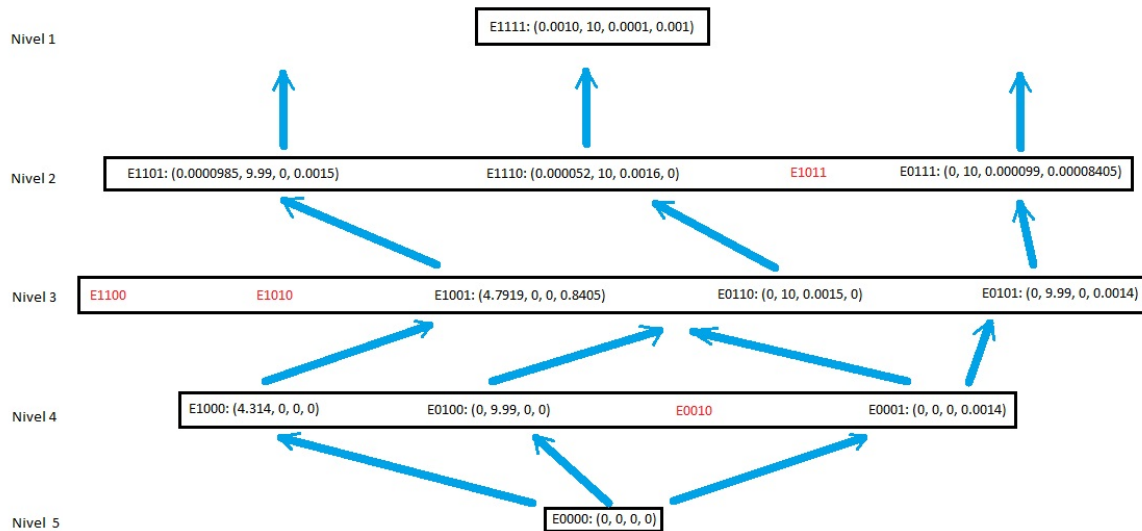 Nivel 1
E1111: (0.0010, 10, 0.0001, 0.001)
Nivel 2
E1101: (0.0000985, 9.99, 0, 0.0015)
E1110: (0.000052, 10, 0.0016, 0)
E1011
E0111: (0, 10, 0.000099, 0.00008405)
Nivel 3
E1100
E1010
E1001: (4.7919, 0, 0, 0.8405)
E0110: (0, 10, 0.0015, 0)
E0101: (0, 9.99, 0, 0.0014)
Nivel 4
E1000: (4.314, 0, 0, 0)
E0100: (0, 9.99, 0, 0)
E0010
E0001: (0, 0, 0, 0.0014)
Nivel 5
E0000: (0, 0, 0, 0)